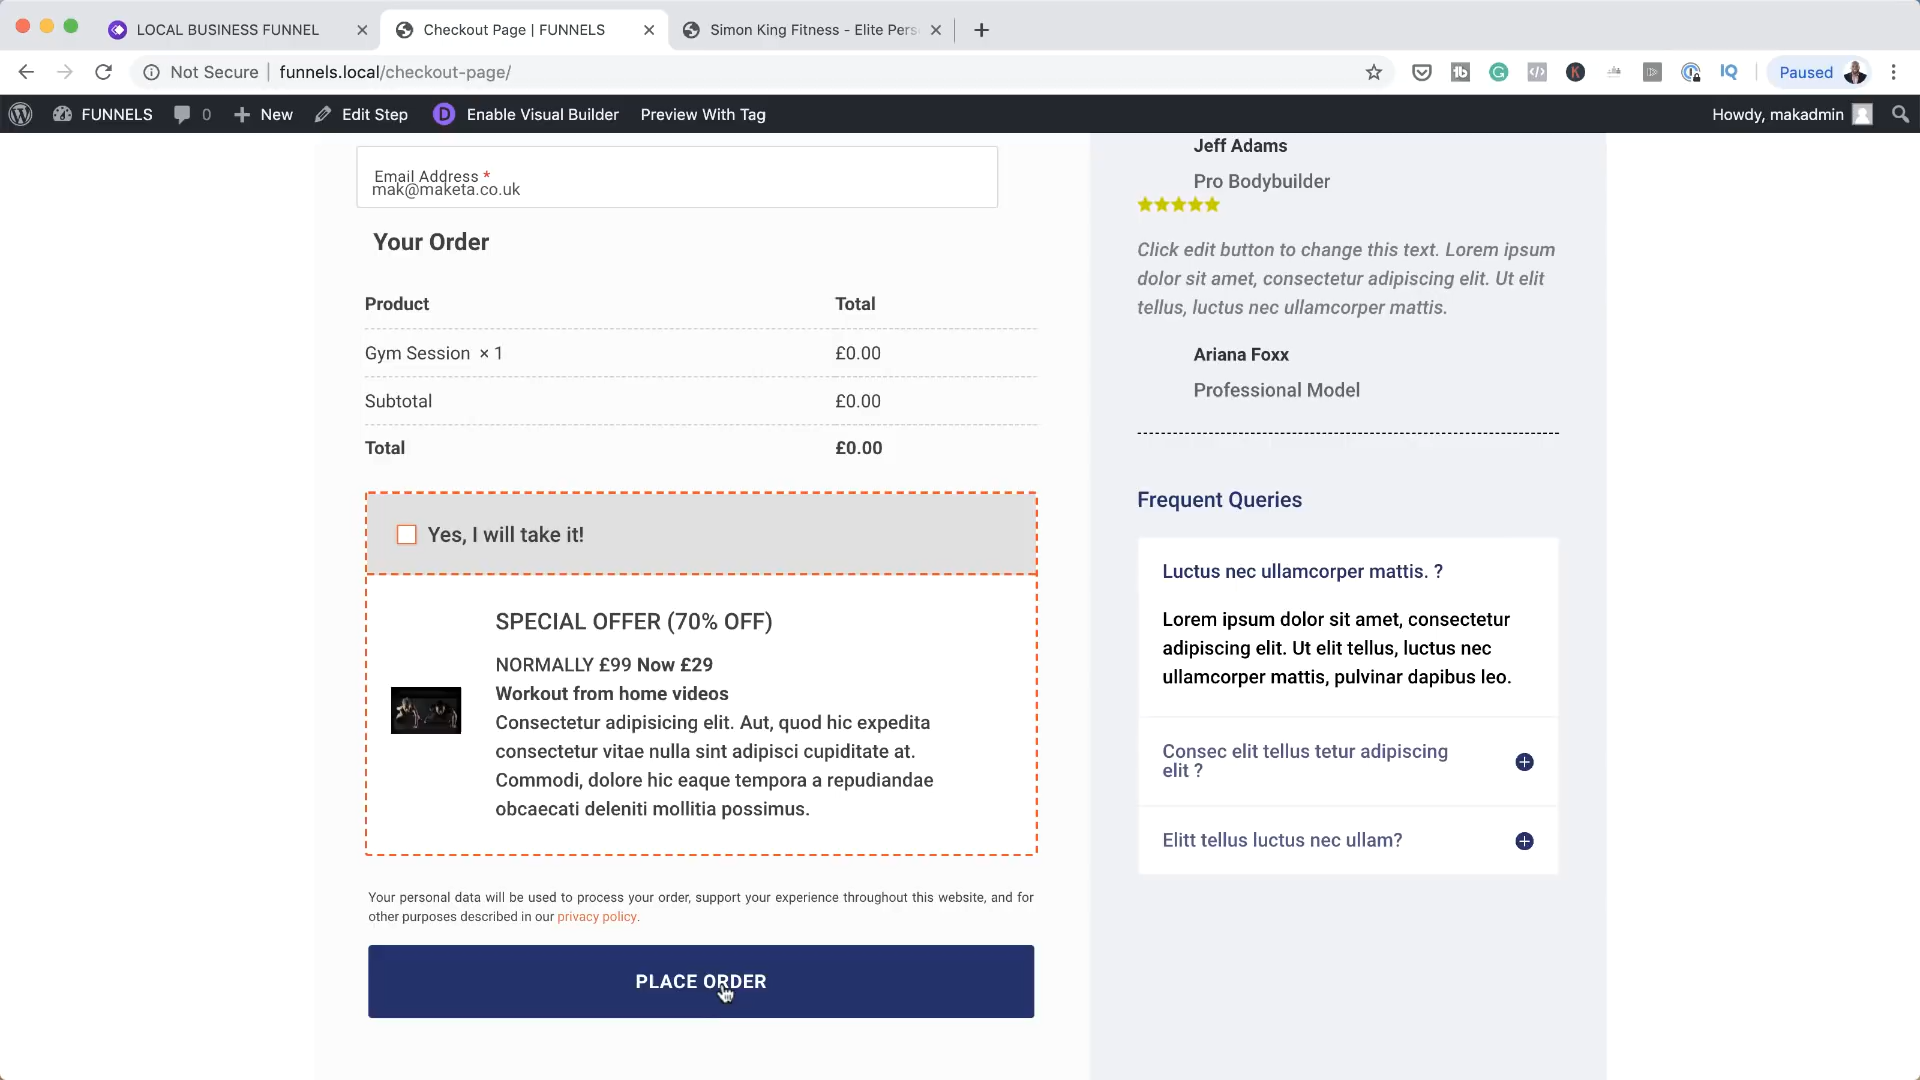 LOCAL BUSINESS FUNNEL
Checkout Page | FUNNELS
Simon King Fitness - Elite Pers
Not Secure
funnels.local/checkout-page/
Paused
FUNNELS
0
New
Edit Step
Enable Visual Builder
Preview With Tag
Howdy, makadmin
Email Address *
mak@maketa.co.uk
Your Order
Product Total
Gym Session × 1 £0.00
Subtotal £0.00
Total £0.00
Yes, I will take it!
SPECIAL OFFER (70% OFF)
NORMALLY £99 Now £29
Workout from home videos
Consectetur adipisicing elit. Aut, quod hic expedita
consectetur vitae nulla sint adipisci cupiditate at.
Commodi, dolore hic eaque tempora a repudiandae
obcaecati deleniti mollitia possimus.
Your personal data will be used to process your order, support your experience throughout this website, and for
other purposes described in our privacy policy.
PLACE ORDER
Jeff Adams
Pro Bodybuilder
Click edit button to change this text. Lorem ipsum
dolor sit amet, consectetur adipiscing elit. Ut elit
tellus, luctus nec ullamcorper mattis.
Ariana Foxx
Professional Model
Frequent Queries
Luctus nec ullamcorper mattis. ?
Lorem ipsum dolor sit amet, consectetur
adipiscing elit. Ut elit tellus, luctus nec
ullamcorper mattis, pulvinar dapibus leo.
Consec elit tellus tetur adipiscing
elit ?
Elitt tellus luctus nec ullam?